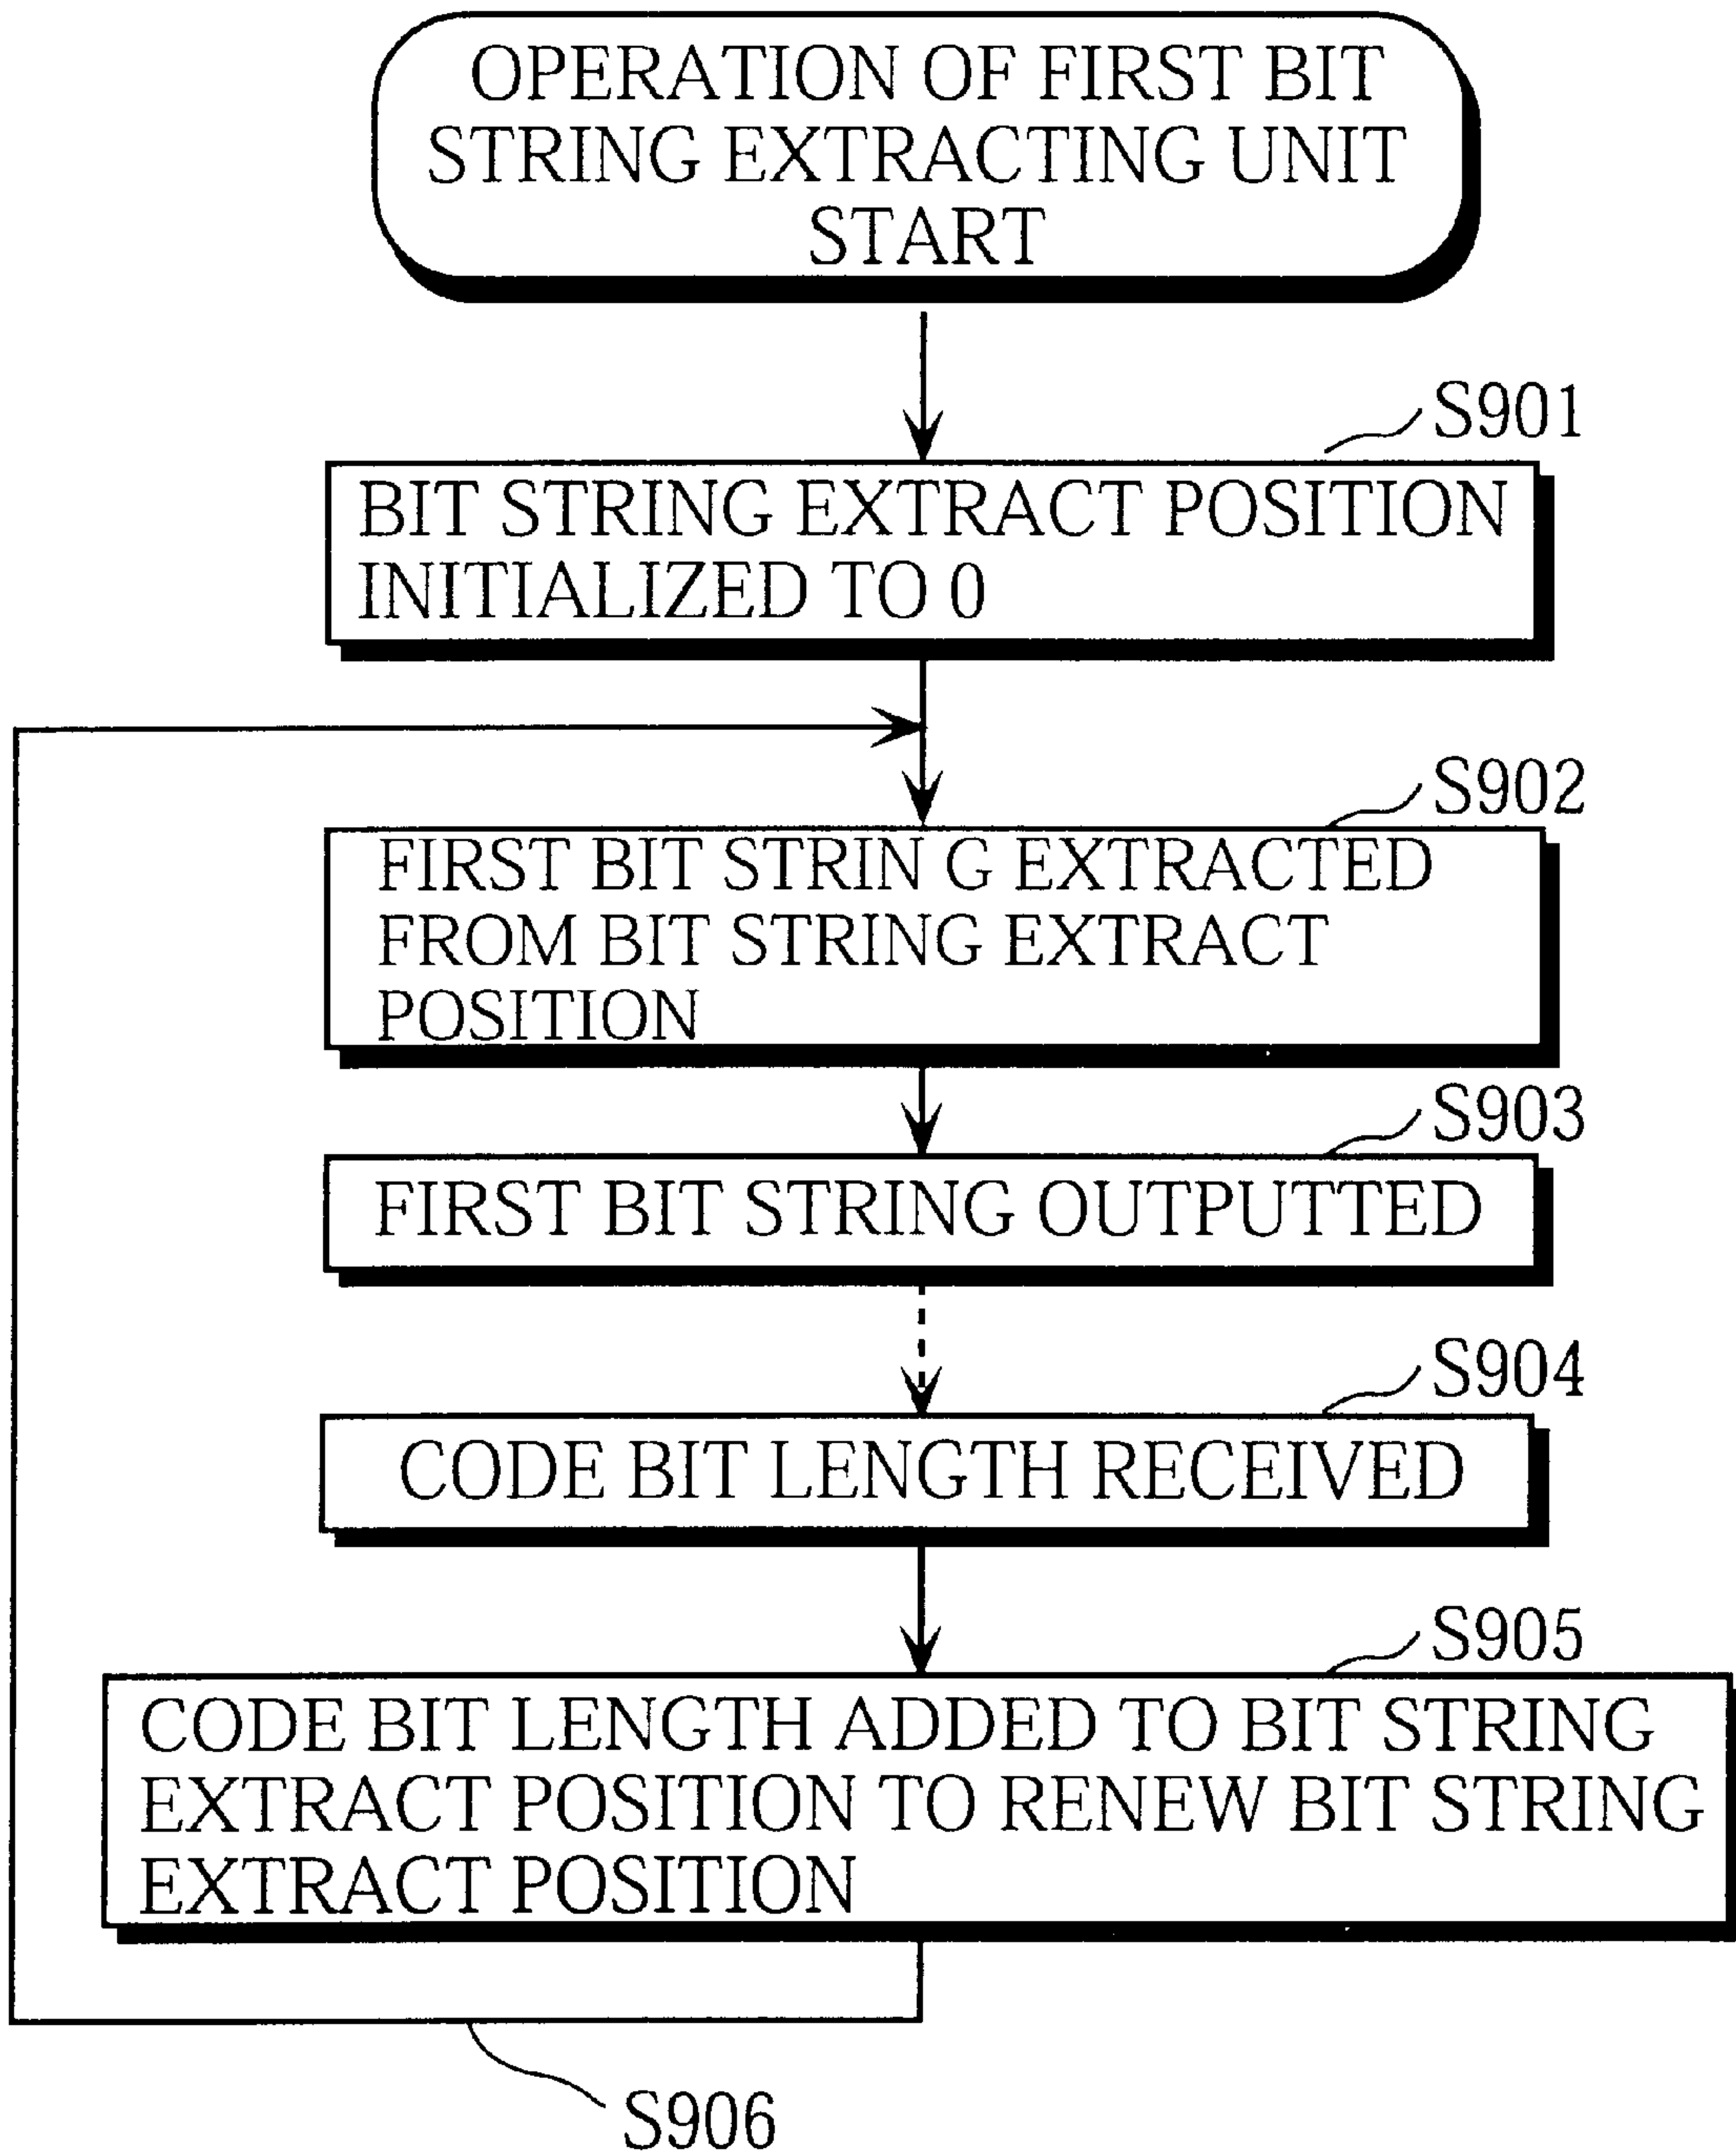 OPERATION OF FIRST BIT
STRING EXTRACTING UNIT
START
S901
BIT STRING EXTRACT POSITION
INITIALIZED TO 0
S902
FIRST BIT STRIN G EXTRACTED
FROM BIT STRING EXTRACT
POSITION
S903
FIRST BIT STRING OUTPUTTED
S904
CODE BIT LENGTH RECEIVED
S905
CODE BIT LENGTH ADDED TO BIT STRING
EXTRACT POSITION TO RENEW BIT STRING
EXTRACT POSITION
S906